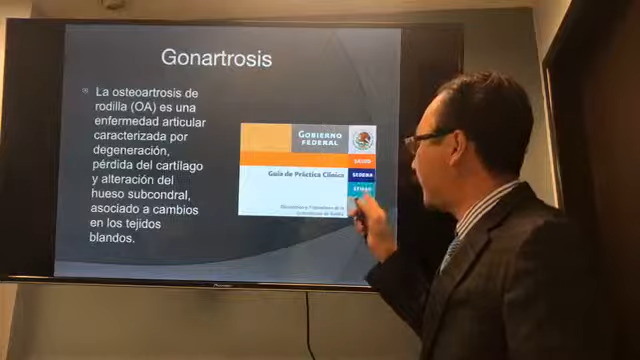 Gonartrosis
La osteoartrosis de
rodilla (OA) es una
enfermedad articular
caracterizada por
degeneración,
pérdida del cartílago
y alteración del
hueso subcondral,
asociado a cambios
en los tejidos
blandos.
GOBIERNO
FEDERAL
SALUD
SEDENA
Guía de Práctica Clínica
Pioneer